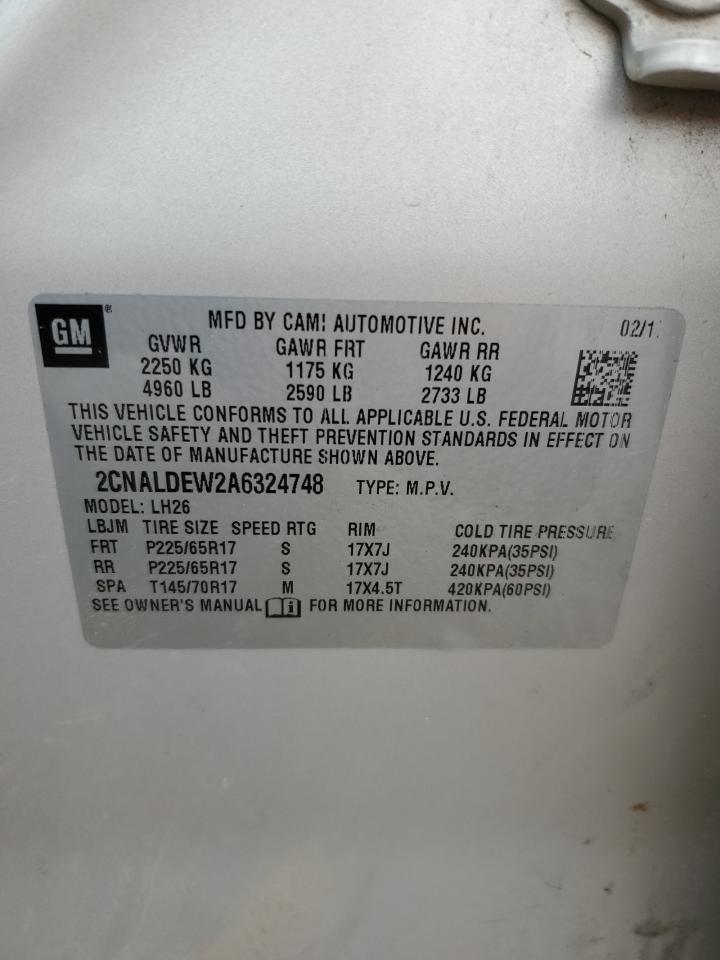 GM ®
MFD BY CAMI AUTOMOTIVE INC.
GVWR GAWR FRT GAWR RR
2250 KG 1175 KG 1240 KG
4960 LB 2590 LB 2733 LB
THIS VEHICLE CONFORMS TO ALL APPLICABLE U.S. FEDERAL MOTOR
VEHICLE SAFETY AND THEFT PREVENTION STANDARDS IN EFFECT ON
THE DATE OF MANUFACTURE SHOWN ABOVE.
2CNALDEW2A6324748 TYPE: M.P.V.
MODEL: LH26
LBJM TIRE SIZE SPEED RTG RIM COLD TIRE PRESSURE
FRT P225/65R17 S 17X7J 240KPA(35PSI)
RR P225/65R17 S 17X7J 240KPA(35PSI)
SPA T145/70R17 M 17X4.5T 420KPA(60PSI)
SEE OWNER'S MANUAL FOR MORE INFORMATION.